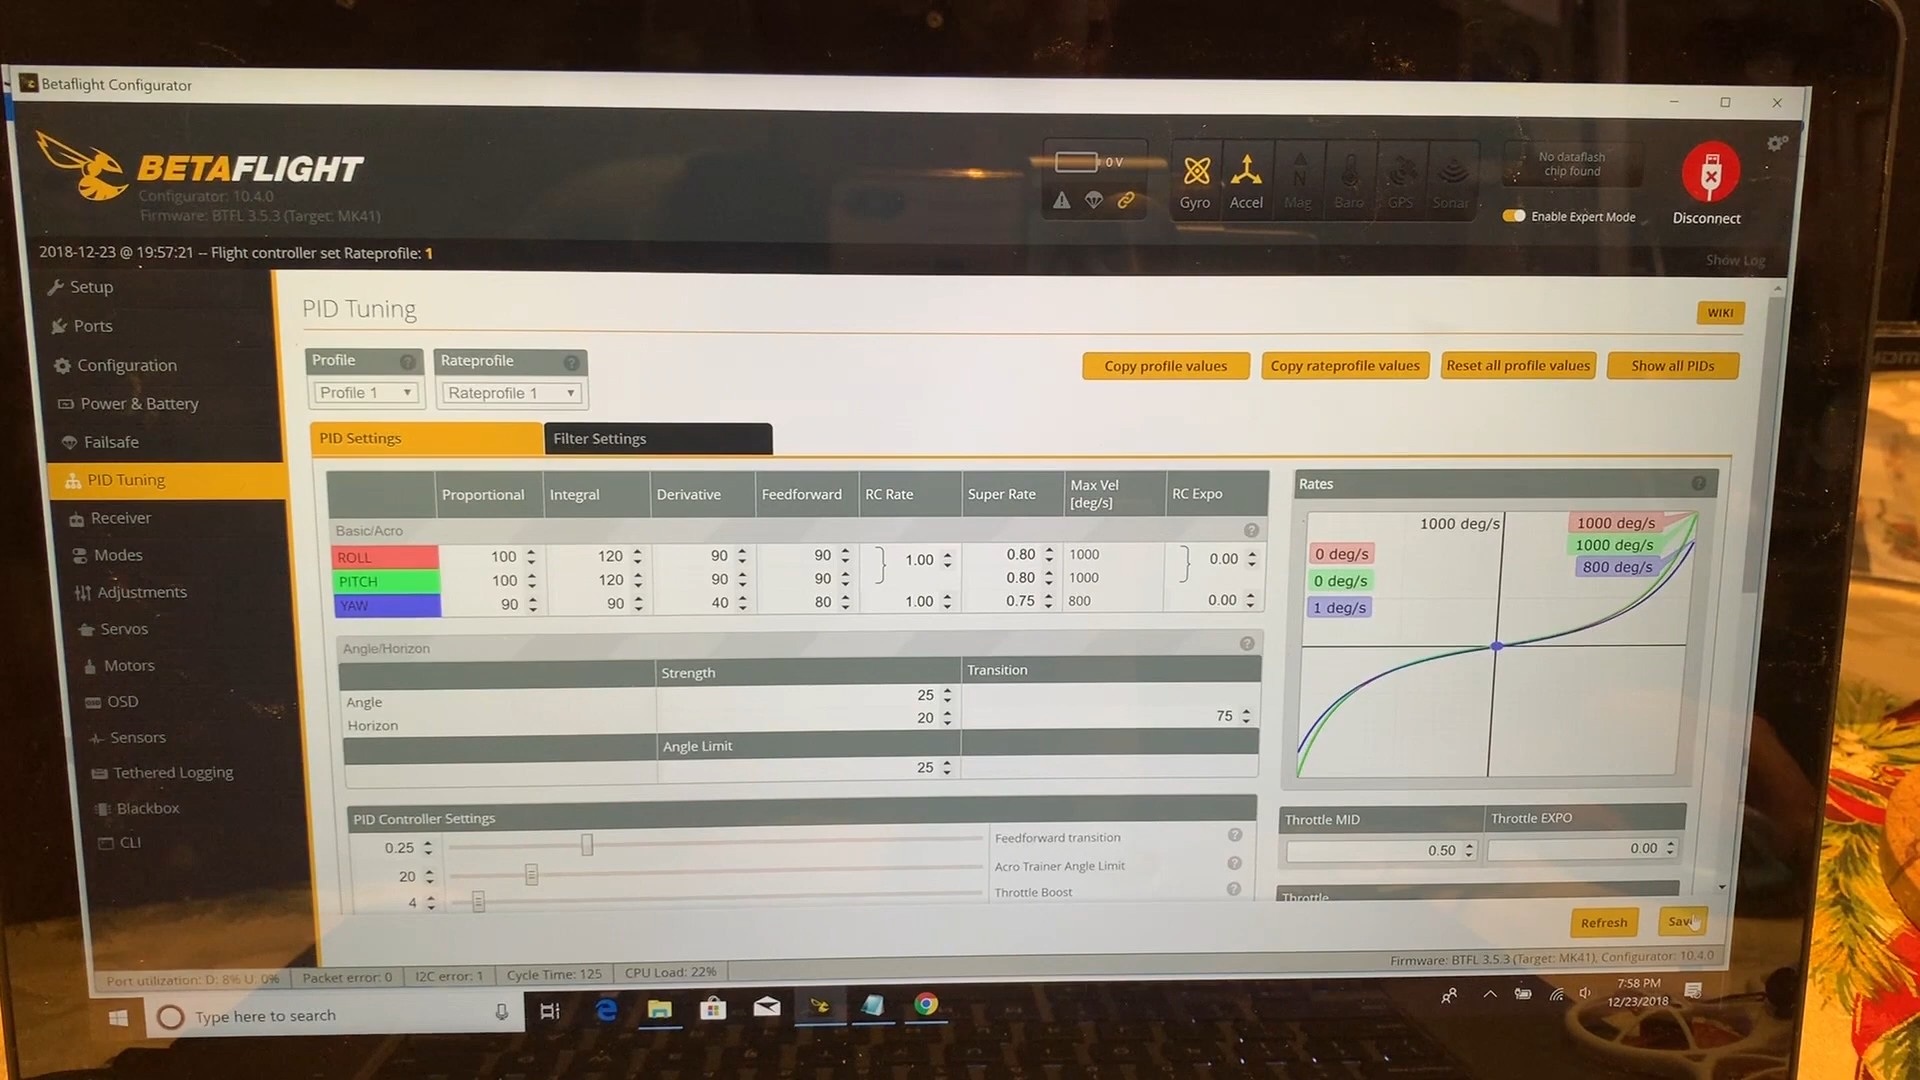 Betaflight Configurator
BETAFLIGHT
Configurator: 10.4.0
Firmware: BTFL 3.5.3 (Target: MK41)
0 V
Gyro Accel Mag Baro GPS Sonar
No dataflash
chip found
Enable Expert Mode
Disconnect
2018-12-23 @ 19:57:21 -- Flight controller set Rateprofile: 1
Show Log
Setup
Ports
Configuration
Power & Battery
Failsafe
PID Tuning
Receiver
Modes
Adjustments
Servos
Motors
OSD
Sensors
Tethered Logging
Blackbox
CLI
PID Tuning
WIKI
Profile
Profile 1
Rateprofile
Rateprofile 1
Copy profile values
Copy rateprofile values
Reset all profile values
Show all PIDs
PID Settings
Filter Settings
Proportional Integral Derivative Feedforward RC Rate Super Rate Max Vel [deg/s] RC Expo
Basic/Acro
ROLL 100 120 90 90 1.00 0.80 1000 0.00
PITCH 100 120 90 90 0.80 1000
YAW 90 90 40 80 1.00 0.75 800 0.00
Angle/Horizon
Strength Transition
Angle 25
Horizon 20 75
Angle Limit
25
PID Controller Settings
0.25 Feedforward transition
20 Acro Trainer Angle Limit
4 Throttle Boost
Rates
1000 deg/s
1000 deg/s
1000 deg/s
800 deg/s
0 deg/s
0 deg/s
1 deg/s
Throttle MID Throttle EXPO
0.50 0.00
Throttle
Refresh
Save
Port utilization: D: 8% U: 0% Packet error: 0 I2C error: 1 Cycle Time: 125 CPU Load: 22%
Firmware: BTFL 3.5.3 (Target: MK41), Configurator: 10.4.0
Type here to search
7:58 PM
12/23/2018